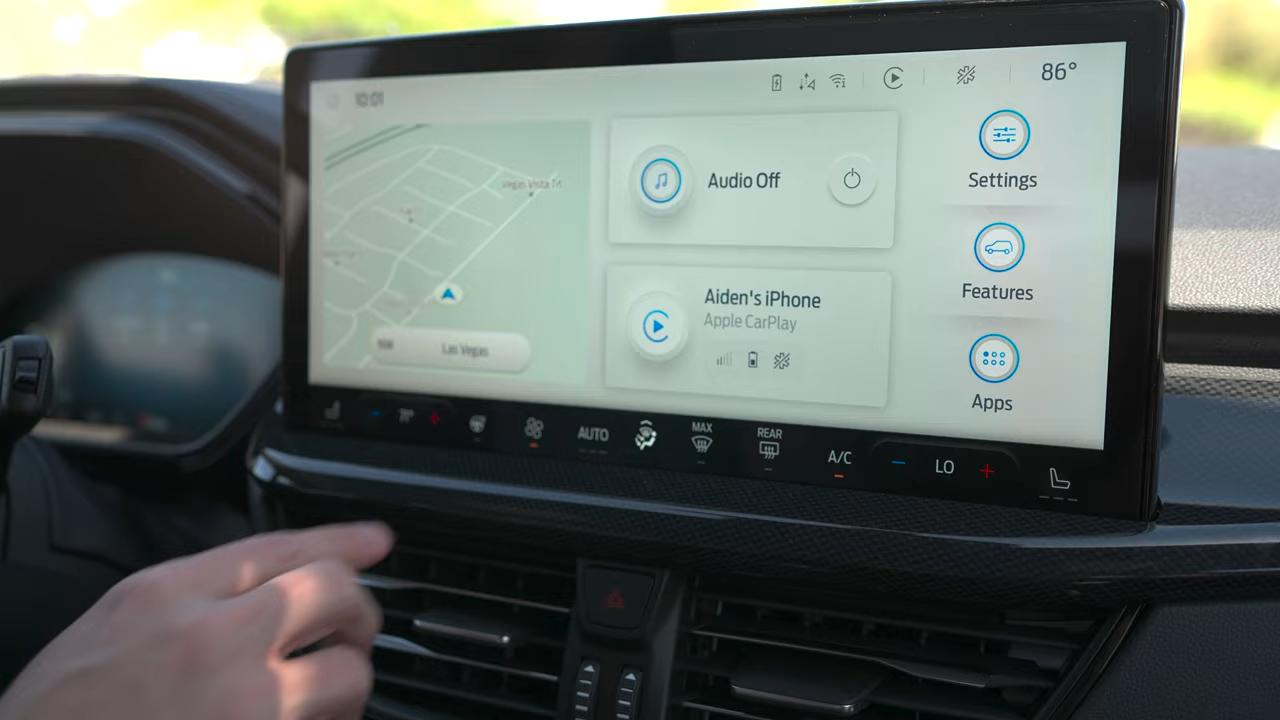 10:01
86°
Vegas Vista Trl
Las Vegas
Audio Off
Aiden's iPhone
Apple CarPlay
Settings
Features
Apps
AUTO
MAX
REAR
A/C
LO